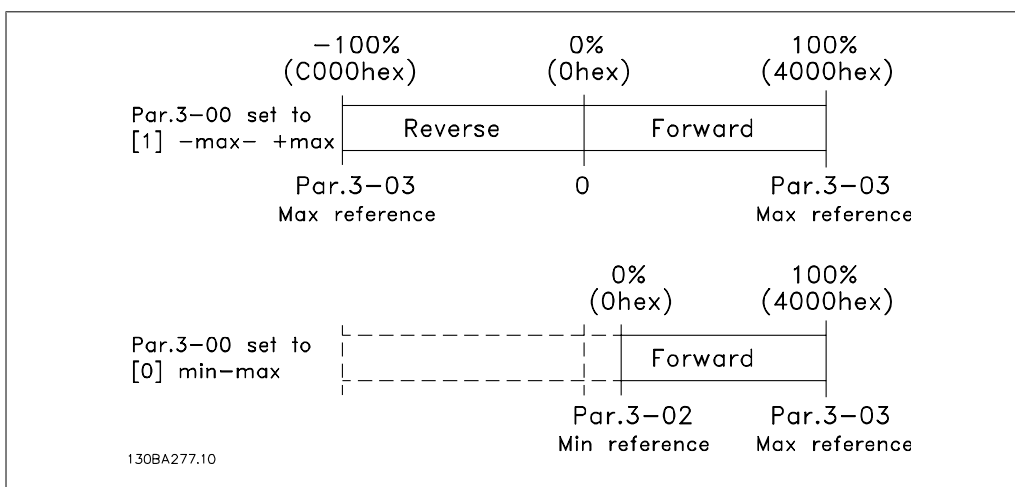 -100% 0% 100%
(C000hex) (0hex) (4000hex)
Par.3-00 set to
[1] -max- +max
Reverse Forward
Par.3-03 0 Par.3-03
Max reference Max reference
0% 100%
(0hex) (4000hex)
Par.3-00 set to
[0] min-max
Forward
Par.3-02 Par.3-03
Min reference Max reference
130BA277.10